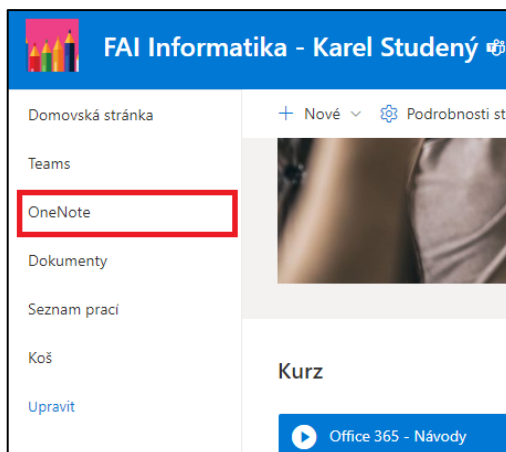 FAI Informatika - Karel Studený
Domovská stránka
Teams
OneNote
Dokumenty
Seznam prací
Koš
Upravit
Nové
Podrobnosti st
Kurz
Office 365 - Návody